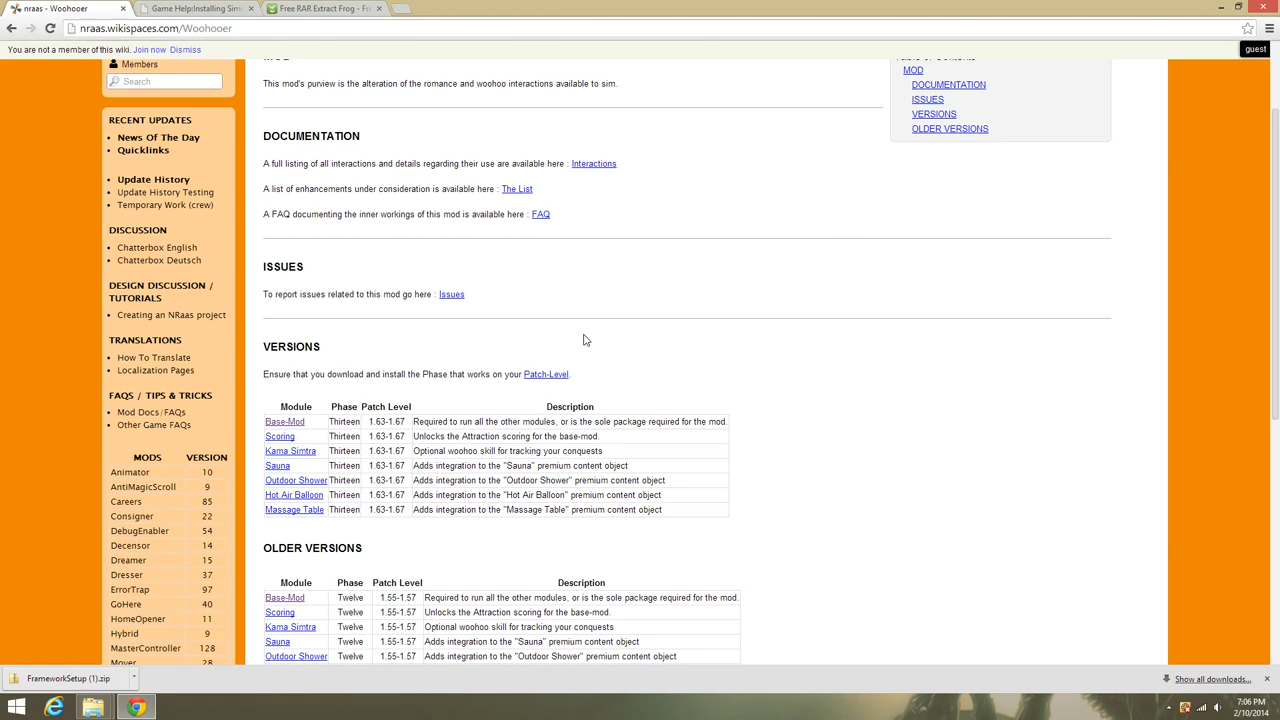 nraas - Woohooer
Game Help:Installing Sim
Free RAR Extract Frog - Fr
nraas.wikispaces.com/Woohooer
You are not a member of this wiki. Join now Dismiss
guest
Members
Search
RECENT UPDATES
News Of The Day
Quicklinks
Update History
Update History Testing
Temporary Work (crew)
DISCUSSION
Chatterbox English
Chatterbox Deutsch
DESIGN DISCUSSION /
TUTORIALS
Creating an NRaas project
TRANSLATIONS
How To Translate
Localization Pages
FAQS / TIPS & TRICKS
Mod Docs/FAQs
Other Game FAQs
MODS VERSION
Animator 10
AntiMagicScroll 9
Careers 85
Consigner 22
DebugEnabler 54
Decensor 14
Dreamer 15
Dresser 37
ErrorTrap 97
GoHere 40
HomeOpener 11
Hybrid 9
MasterController 128
Mover 28
This mod's purview is the alteration of the romance and woohoo interactions available to sim.
MOD
DOCUMENTATION
ISSUES
VERSIONS
OLDER VERSIONS
DOCUMENTATION
A full listing of all interactions and details regarding their use are available here : Interactions
A list of enhancements under consideration is available here : The List
A FAQ documenting the inner workings of this mod is available here : FAQ
ISSUES
To report issues related to this mod go here : Issues
VERSIONS
Ensure that you download and install the Phase that works on your Patch-Level.
Module Phase Patch Level Description
Base-Mod Thirteen 1.63-1.67 Required to run all the other modules, or is the sole package required for the mod.
Scoring Thirteen 1.63-1.67 Unlocks the Attraction scoring for the base-mod.
Kama Simtra Thirteen 1.63-1.67 Optional woohoo skill for tracking your conquests
Sauna Thirteen 1.63-1.67 Adds integration to the "Sauna" premium content object
Outdoor Shower Thirteen 1.63-1.67 Adds integration to the "Outdoor Shower" premium content object
Hot Air Balloon Thirteen 1.63-1.67 Adds integration to the "Hot Air Balloon" premium content object
Massage Table Thirteen 1.63-1.67 Adds integration to the "Massage Table" premium content object
OLDER VERSIONS
Module Phase Patch Level Description
Base-Mod Twelve 1.55-1.57 Required to run all the other modules, or is the sole package required for the mod.
Scoring Twelve 1.55-1.57 Unlocks the Attraction scoring for the base-mod.
Kama Simtra Twelve 1.55-1.57 Optional woohoo skill for tracking your conquests
Sauna Twelve 1.55-1.57 Adds integration to the "Sauna" premium content object
Outdoor Shower Twelve 1.55-1.57 Adds integration to the "Outdoor Shower" premium content object
FrameworkSetup (1).zip
Show all downloads...
7:06 PM
2/10/2014